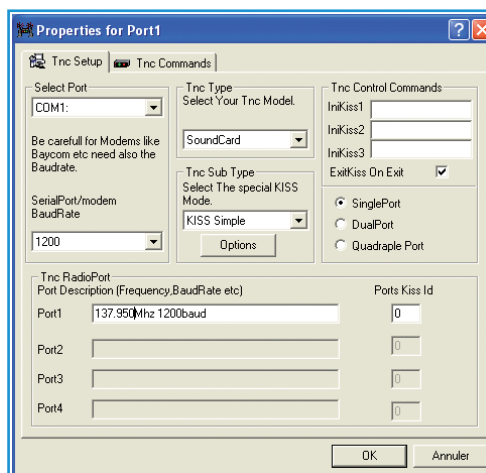 Properties for Port1
Tnc Setup
Tnc Commands
Select Port
COM1:
Be carefull for Modems like
Baycom etc need also the
Baudrate.
SerialPort/modem
BaudRate
1200
Tnc Type
Select Your Tnc Model.
SoundCard
Tnc Sub Type
Select The special KISS
Mode.
KISS Simple
Options
Tnc Control Commands
IniKiss1
IniKiss2
IniKiss3
ExitKiss On Exit
SinglePort
DualPort
Quadraple Port
Tnc RadioPort
Port Description (Frequency,BaudRate etc)
Ports Kiss Id
Port1 137.950Mhz 1200baud 0
Port2 0
Port3 0
Port4 0
OK
Annuler